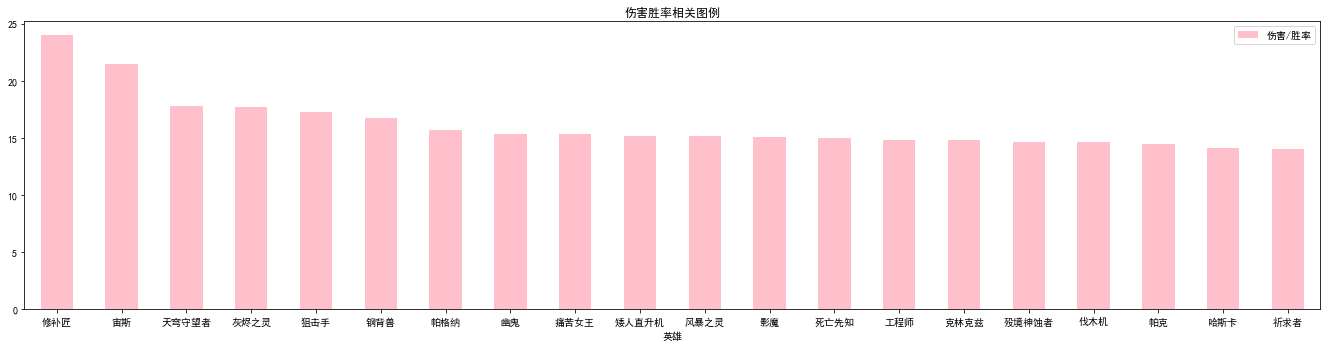 伤害胜率相关图例
伤害/胜率
25
20
15
10
5
0
修补匠 宙斯 天穹守望者 灰烬之灵 狙击手 钢背兽 帕格纳 幽鬼 痛苦女王 矮人直升机 风暴之灵 影魔 死亡先知 工程师 克林克兹 殁境神蚀者 伐木机 帕克 哈斯卡 祈求者
英雄